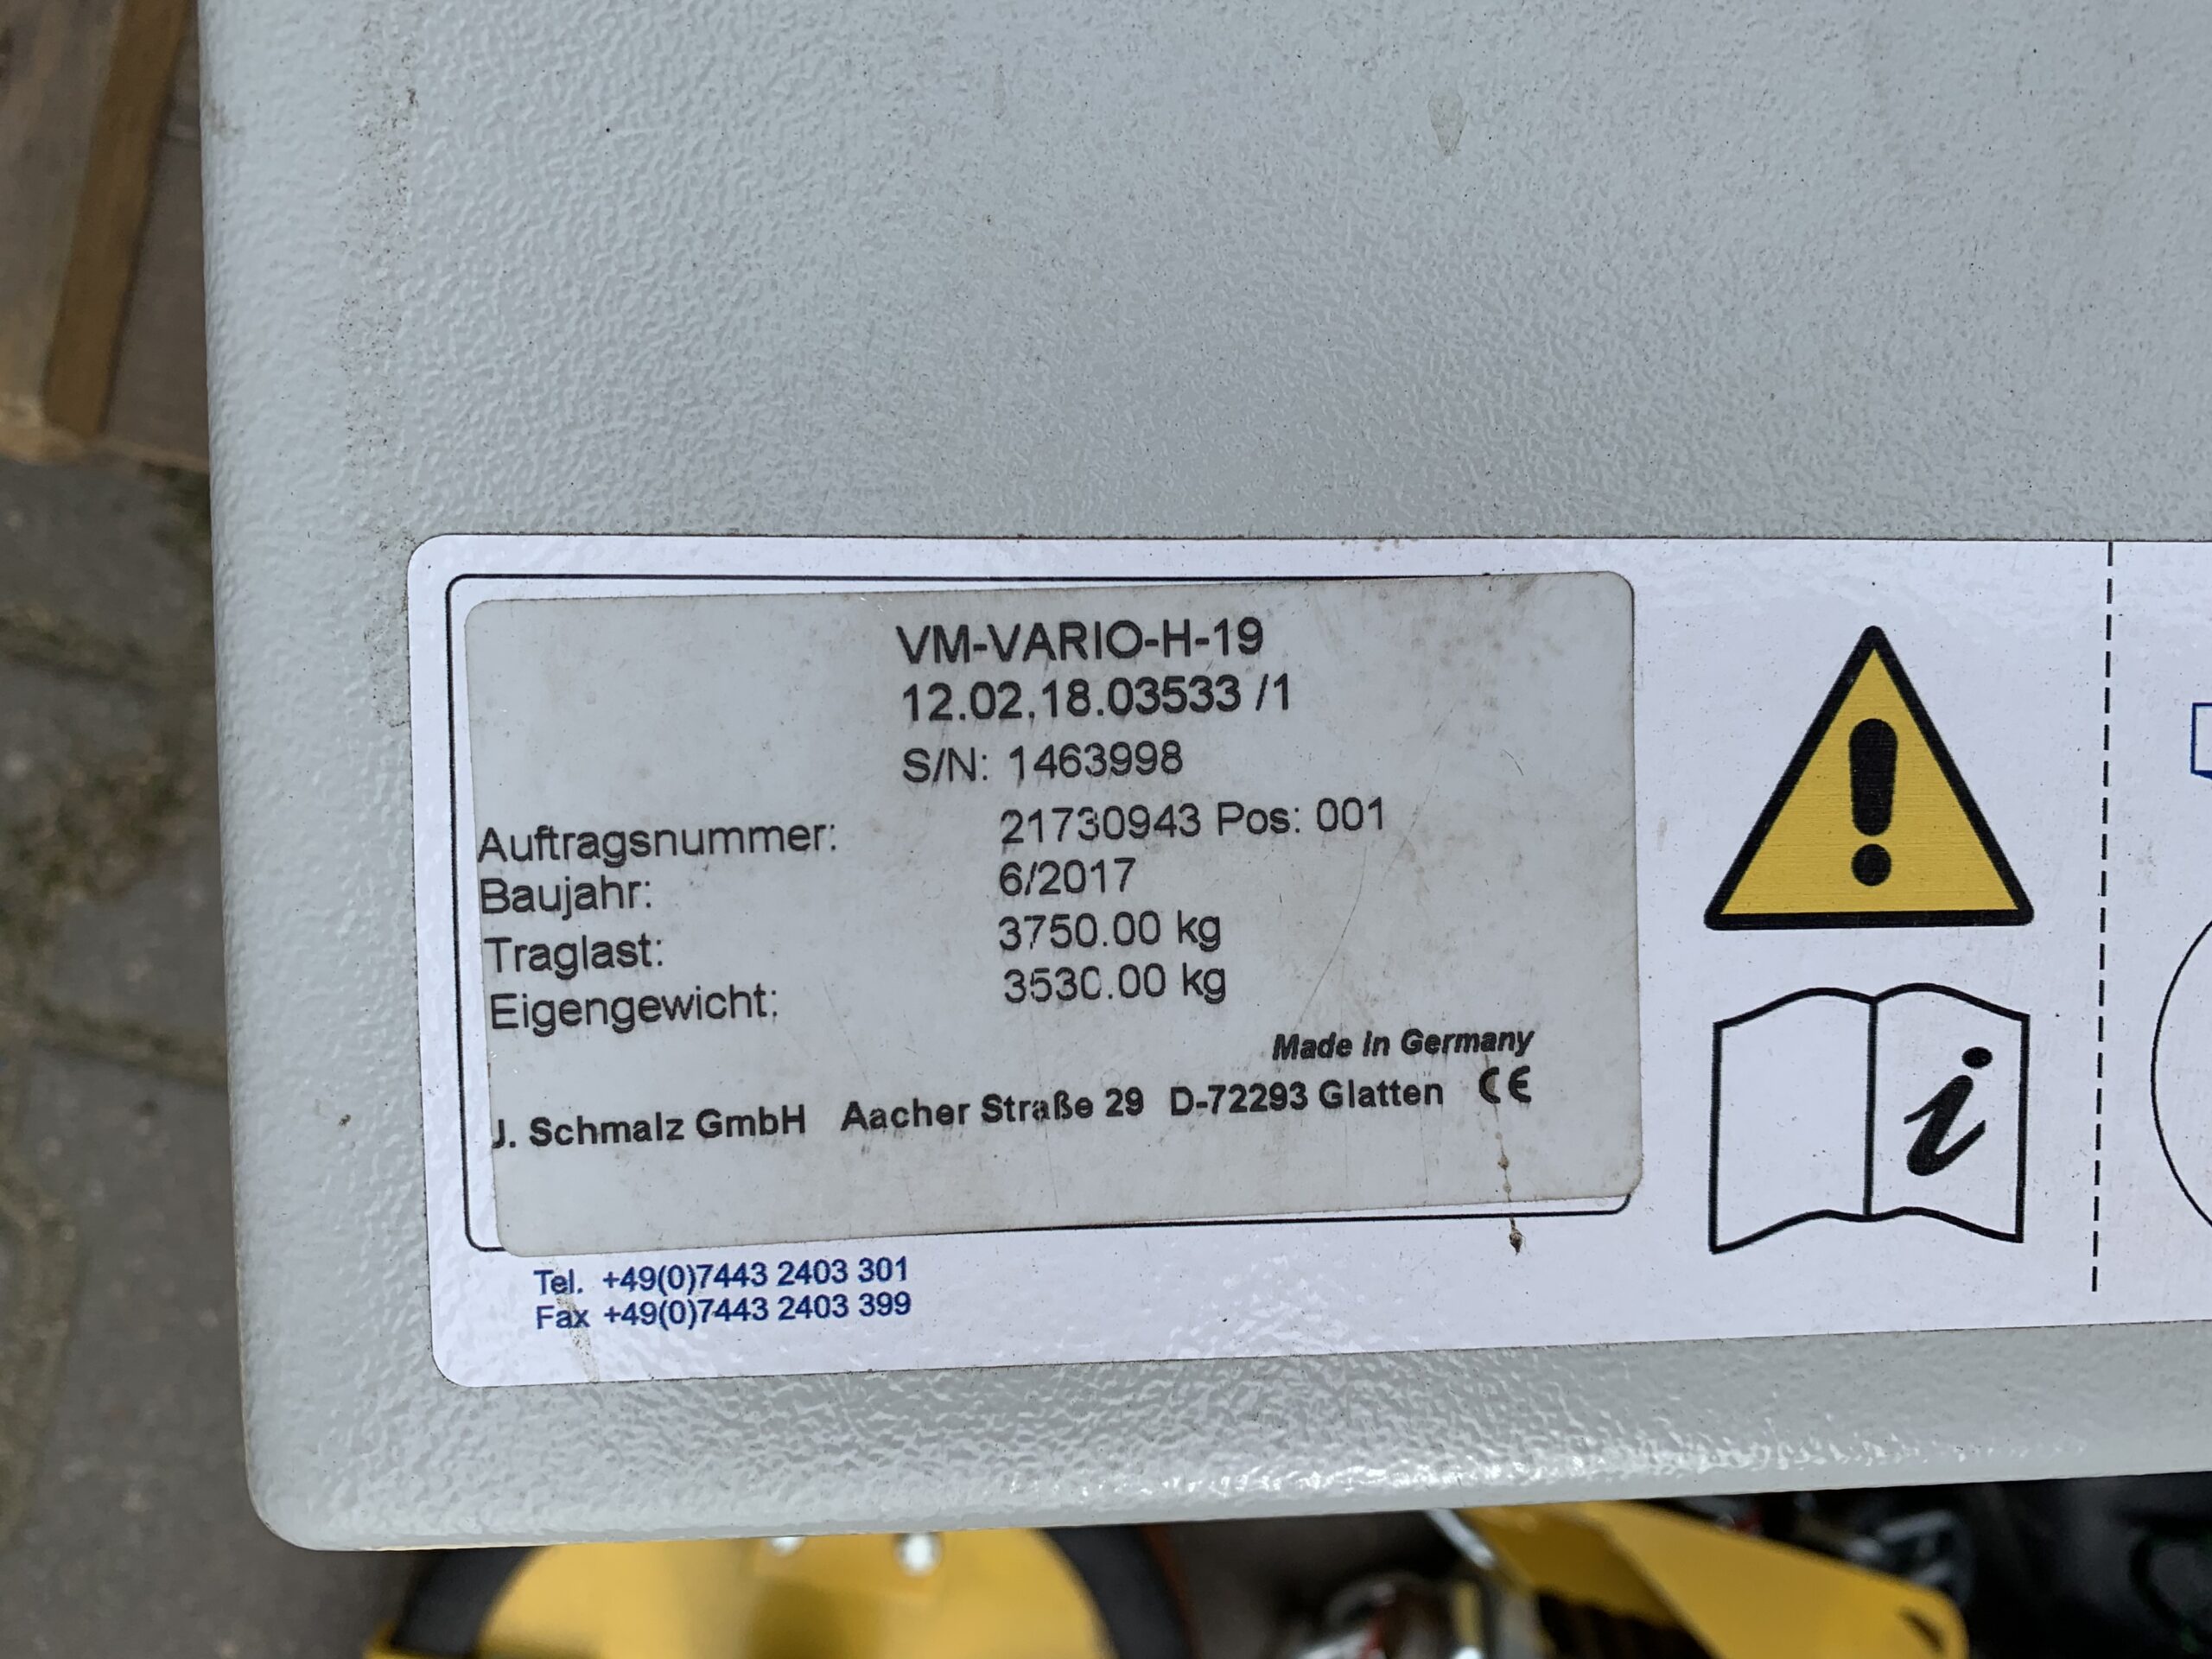 VM-VARIO-H-19
12.02.18.03533 /1
S/N: 1463998
Auftragsnummer: 21730943 Pos: 001
Baujahr: 6/2017
Traglast: 3750.00 kg
Eigengewicht: 3530.00 kg
Made in Germany
J. Schmalz GmbH Aacher Straße 29 D-72293 Glatten CE
Tel. +49(0)7443 2403 301
Fax +49(0)7443 2403 399
i